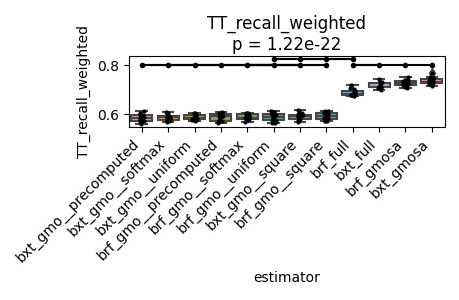 TT_recall_weighted
p = 1.22e-22
TT_recall_weighted
0.8
0.6
bxt_gmo__precomputed
bxt_gmo__softmax
bxt_gmo__uniform
brf_gmo__precomputed
brf_gmo__softmax
brf_gmo__uniform
bxt_gmo__square
brf_gmo__square
brf_full
bxt_full
brf_gmosa
bxt_gmosa
estimator